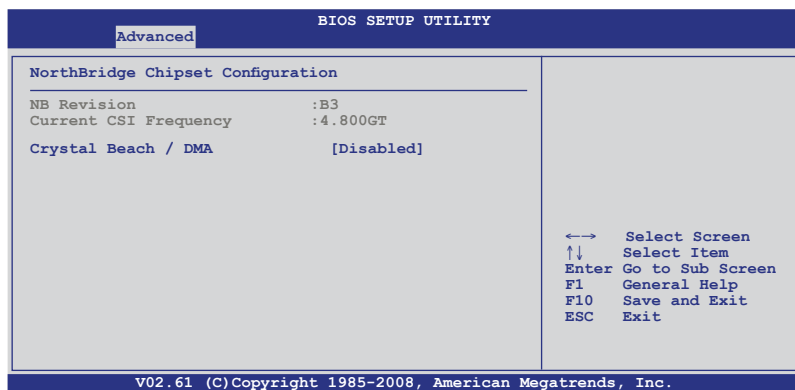 BIOS SETUP UTILITY
Advanced
NorthBridge Chipset Configuration
NB Revision :B3
Current CSI Frequency :4.800GT
Crystal Beach / DMA [Disabled]
←→ Select Screen
↑↓ Select Item
Enter Go to Sub Screen
F1 General Help
F10 Save and Exit
ESC Exit
V02.61 (C)Copyright 1985-2008, American Megatrends, Inc.